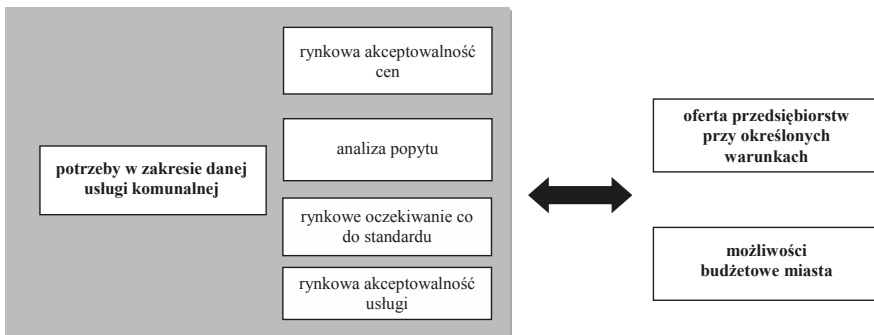 rynkowa akceptowalność
cen
analiza popytu
potrzeby w zakresie danej
usługi komunalnej
rynkowe oczekiwanie co
do standardu
rynkowa akceptowalność
usługi
oferta przedsiębiorstw
przy określonych
warunkach
możliwości
budżetowe miasta